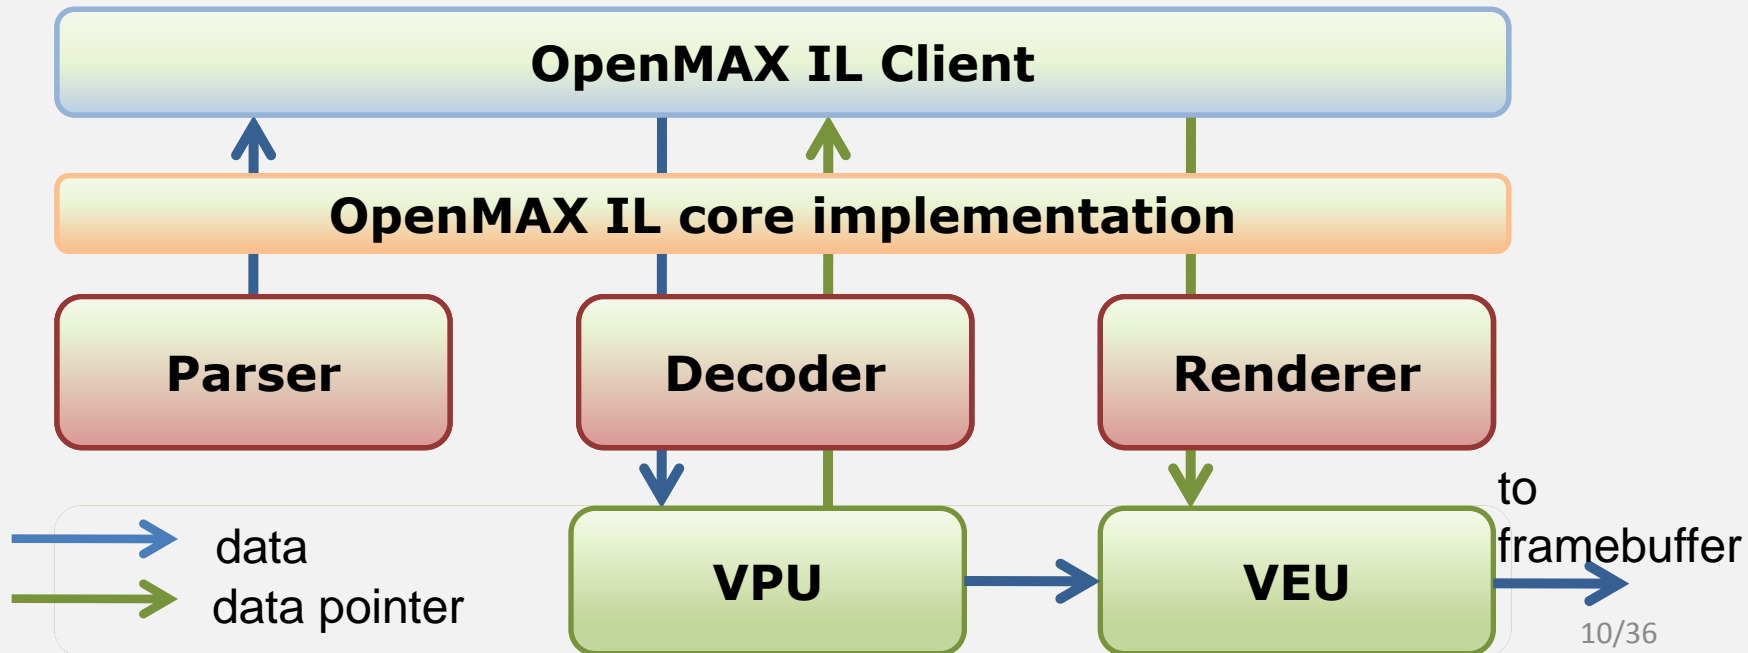 OpenMAX IL Client
OpenMAX IL core implementation
Parser
Decoder
Renderer
to
framebuffer
data
data pointer
VPU
VEU
10/36